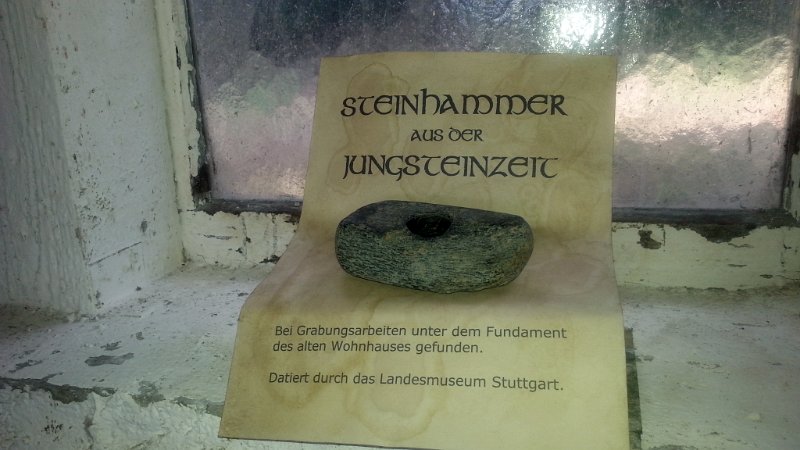 STEINHAMMER
AUS DER
JUNGSTEINZEIT
Bei Grabungsarbeiten unter dem Fundament
des alten Wohnhauses gefunden.
Datiert durch das Landesmuseum Stuttgart.